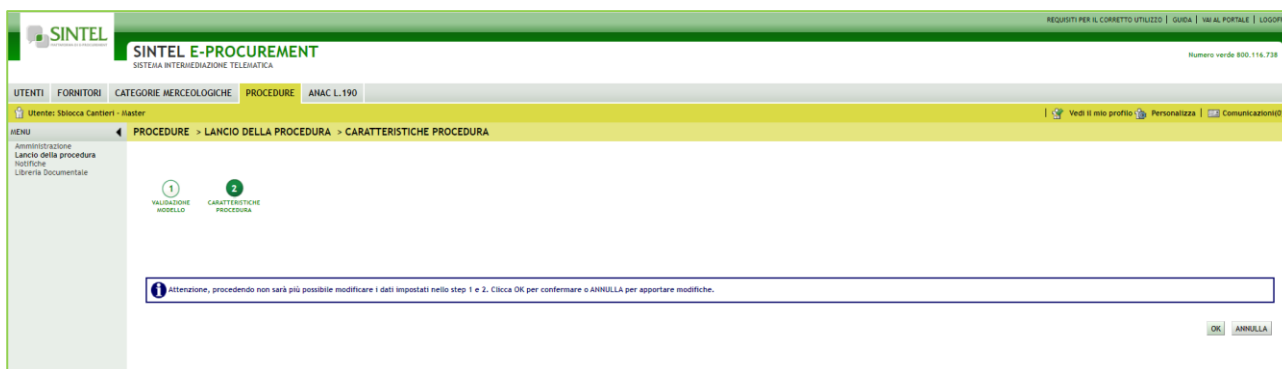 REQUISITI PER IL CORRETTO UTILIZZO | GUIDA | VAI AL PORTALE | LOGOFF
SINTEL
SINTEL E-PROCUREMENT
SISTEMA INTERMEDIAZIONE TELEMATICA
Numero verde 800.116.738
UTENTI FORNITORI CATEGORIE MERCEOLOGICHE PROCEDURE ANAC L.190
Utente: Sblocca Cantieri - Master | Vedi il mio profilo Personalizza | Comunicazioni(0
MENU PROCEDURE > LANCIO DELLA PROCEDURA > CARATTERISTICHE PROCEDURA
Amministrazione
Lancio della procedura
Notifiche
Libreria Documentale
1 2
VALIDAZIONE MODELLO CARATTERISTICHE PROCEDURA
Attenzione, procedendo non sarà più possibile modificare i dati impostati nello step 1 e 2. Clicca OK per confermare o ANNULLA per apportare modifiche.
OK ANNULLA